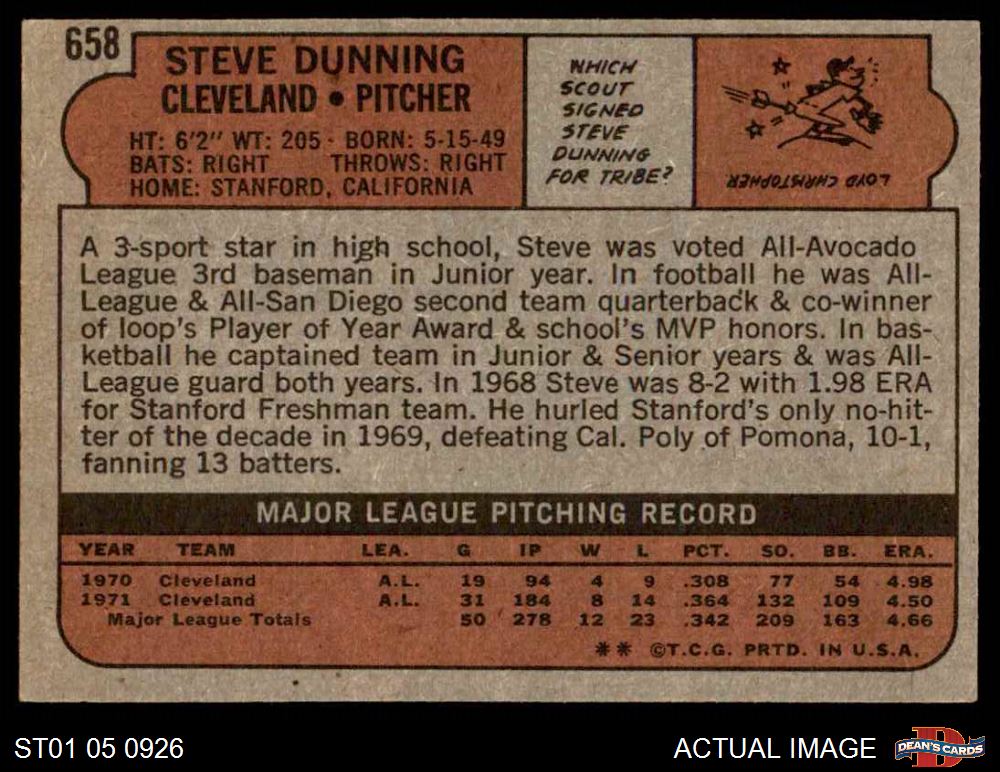 658
STEVE DUNNING
CLEVELAND • PITCHER
HT: 6'2" WT: 205 · BORN: 5-15-49
BATS: RIGHT THROWS: RIGHT
HOME: STANFORD, CALIFORNIA
WHICH
SCOUT
SIGNED
STEVE
DUNNING
FOR TRIBE?
LOYD CHRISTOPHER
A 3-sport star in high school, Steve was voted All-Avocado
League 3rd baseman in Junior year. In football he was All-
League & All-San Diego second team quarterback & co-winner
of loop's Player of Year Award & school's MVP honors. In bas-
ketball he captained team in Junior & Senior years & was All-
League guard both years. In 1968 Steve was 8-2 with 1.98 ERA
for Stanford Freshman team. He hurled Stanford's only no-hit-
ter of the decade in 1969, defeating Cal. Poly of Pomona, 10-1,
fanning 13 batters.
MAJOR LEAGUE PITCHING RECORD
YEAR TEAM LEA. G IP W L PCT. SO. BB. ERA.
1970 Cleveland A.L. 19 94 4 9 .308 77 54 4.98
1971 Cleveland A.L. 31 184 8 14 .364 132 109 4.50
Major League Totals 50 278 12 23 .342 209 163 4.66
** ©T.C.G. PRTD. IN U.S.A.
ST01 05 0926
ACTUAL IMAGE
D
DEAN'S CARDS